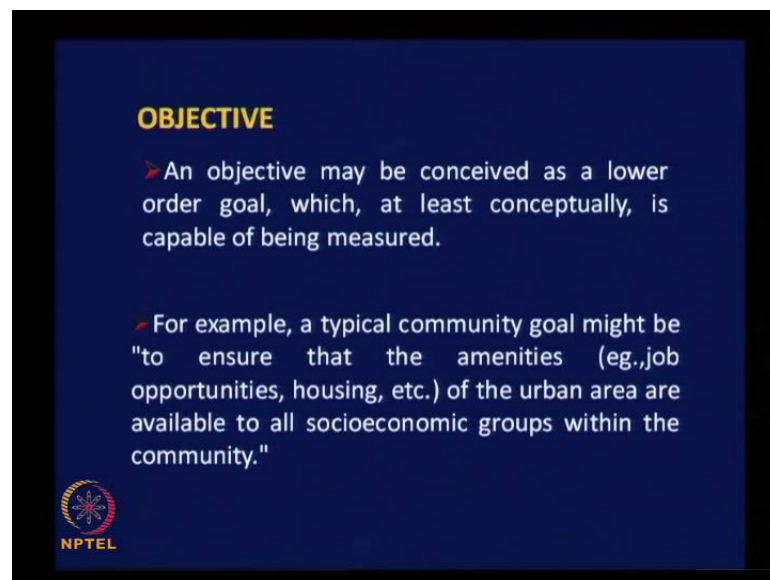 OBJECTIVE
An objective may be conceived as a lower
order goal, which, at least conceptually, is
capable of being measured.
For example, a typical community goal might be
"to ensure that the amenities (eg.,job
opportunities, housing, etc.) of the urban area are
available to all socioeconomic groups within the
community."
NPTEL